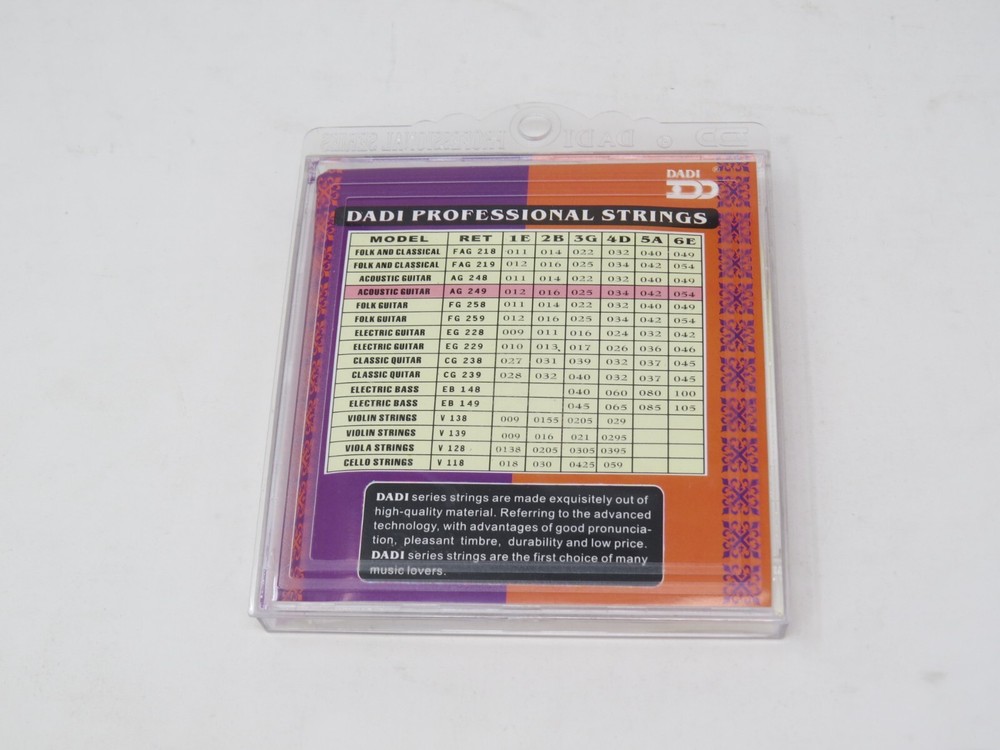 DADI
DADI
DD
DADI PROFESSIONAL STRINGS
MODEL RET 1E 2B 3G 4D 5A 6E
FOLK AND CLASSICAL FAG 218 011 014 022 032 040 049
FOLK AND CLASSICAL FAG 219 012 016 025 034 042 054
ACOUSTIC GUITAR AG 248 011 014 022 032 040 049
ACOUSTIC GUITAR AG 249 012 016 025 034 042 054
FOLK GUITAR FG 258 011 014 022 032 040 049
FOLK GUITAR FG 259 012 016 025 034 042 054
ELECTRIC GUITAR EG 228 009 011 016 024 032 042
ELECTRIC GUITAR EG 229 010 013 017 026 036 046
CLASSIC QUITAR CG 238 027 031 039 032 037 045
CLASSIC QUITAR CG 239 028 032 040 032 037 045
ELECTRIC BASS EB 148 040 060 080 100
ELECTRIC BASS EB 149 045 065 085 105
VIOLIN STRINGS V 138 009 0155 0205 029
VIOLIN STRINGS V 139 009 016 021 0295
VIOLA STRINGS V 128 0138 0205 0305 0395
CELLO STRINGS V 118 018 030 0425 059
DADI series strings are made exquisitely out of
high-quality material. Referring to the advanced
technology, with advantages of good pronuncia-
tion, pleasant timbre, durability and low price.
DADI series strings are the first choice of many
music lovers.